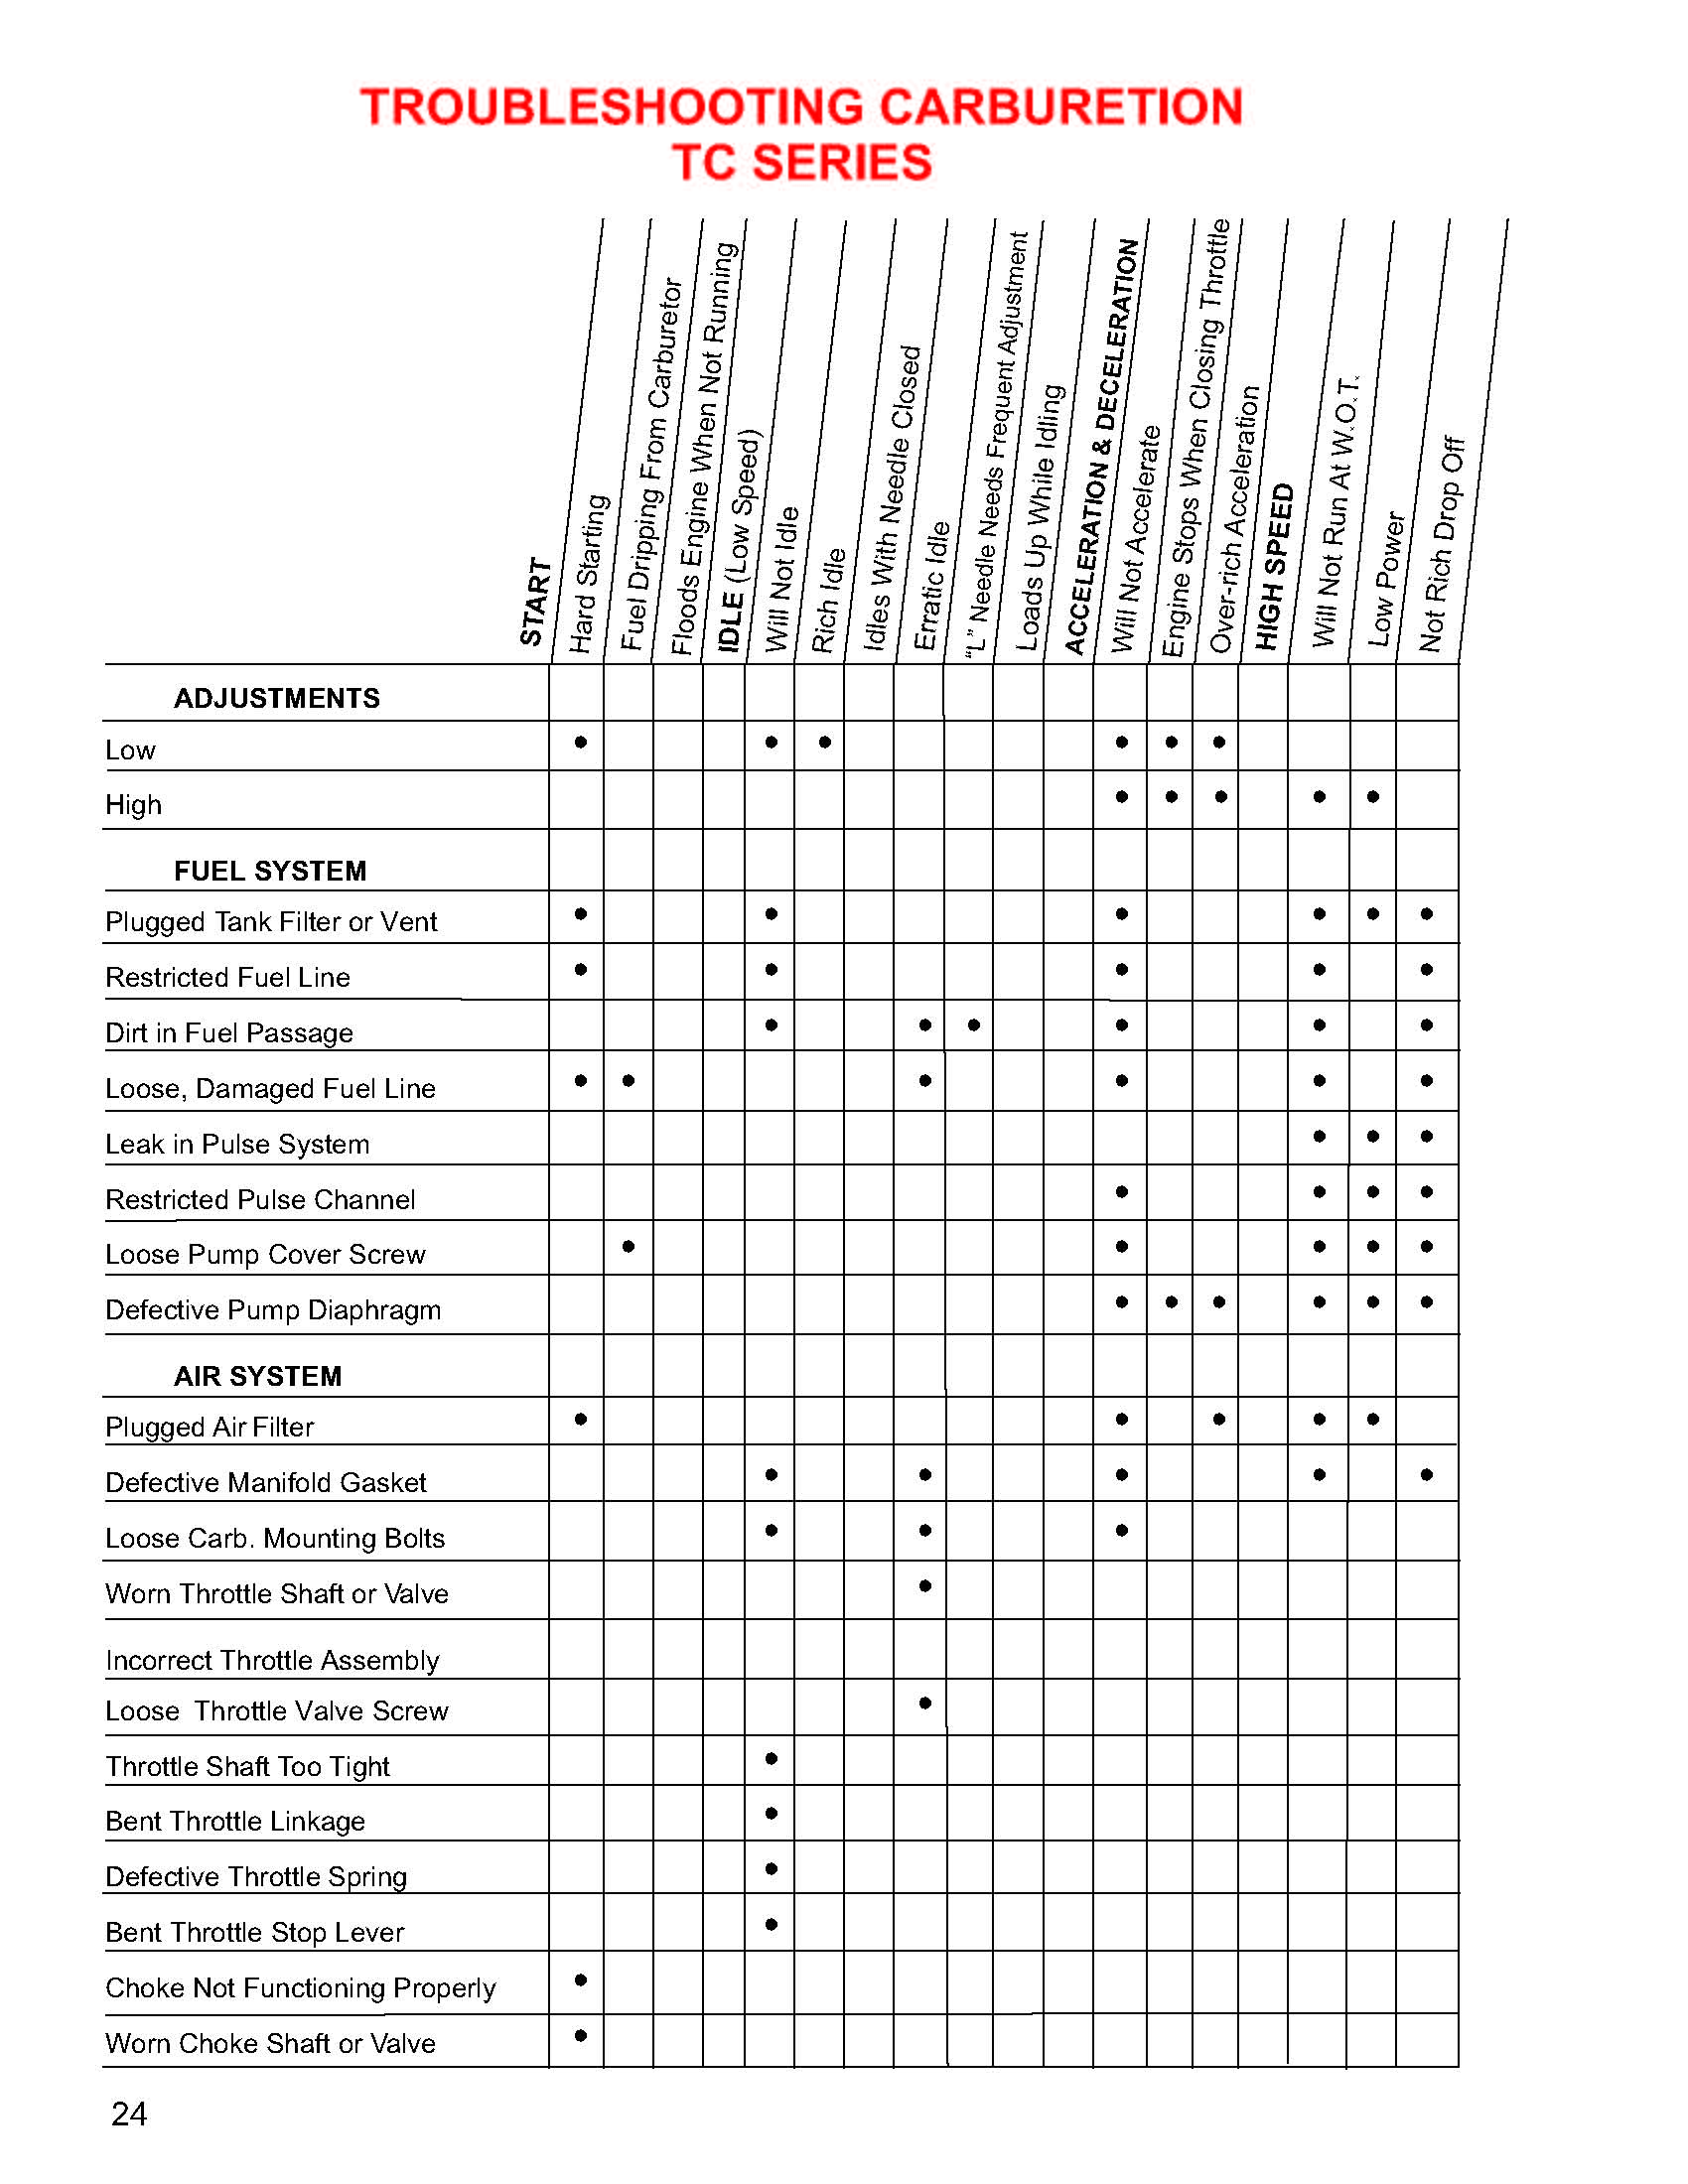 TROUBLESHOOTING CARBURETION
TC SERIES
START
Hard Starting
Fuel Dripping From Carburetor
Floods Engine When Not Running
IDLE (Low Speed)
Will Not Idle
Rich Idle
Idles With Needle Closed
Erratic Idle
“L” Needle Needs Frequent Adjustment
Loads Up While Idling
ACCELERATION & DECELERATION
Will Not Accelerate
Engine Stops When Closing Throttle
Over-rich Acceleration
HIGH SPEED
Will Not Run At W.O.T.
Low Power
Not Rich Drop Off
ADJUSTMENTS
Low • • • • • •
High • • • • •
FUEL SYSTEM
Plugged Tank Filter or Vent • • • • • •
Restricted Fuel Line • • • • •
Dirt in Fuel Passage • • • • • •
Loose, Damaged Fuel Line • • • • • •
Leak in Pulse System • • •
Restricted Pulse Channel • • • •
Loose Pump Cover Screw • • • • •
Defective Pump Diaphragm • • • • • •
AIR SYSTEM
Plugged Air Filter • • • • •
Defective Manifold Gasket • • • • •
Loose Carb. Mounting Bolts • • •
Worn Throttle Shaft or Valve •
Incorrect Throttle Assembly
Loose Throttle Valve Screw •
Throttle Shaft Too Tight •
Bent Throttle Linkage •
Defective Throttle Spring •
Bent Throttle Stop Lever •
Choke Not Functioning Properly •
Worn Choke Shaft or Valve •
24